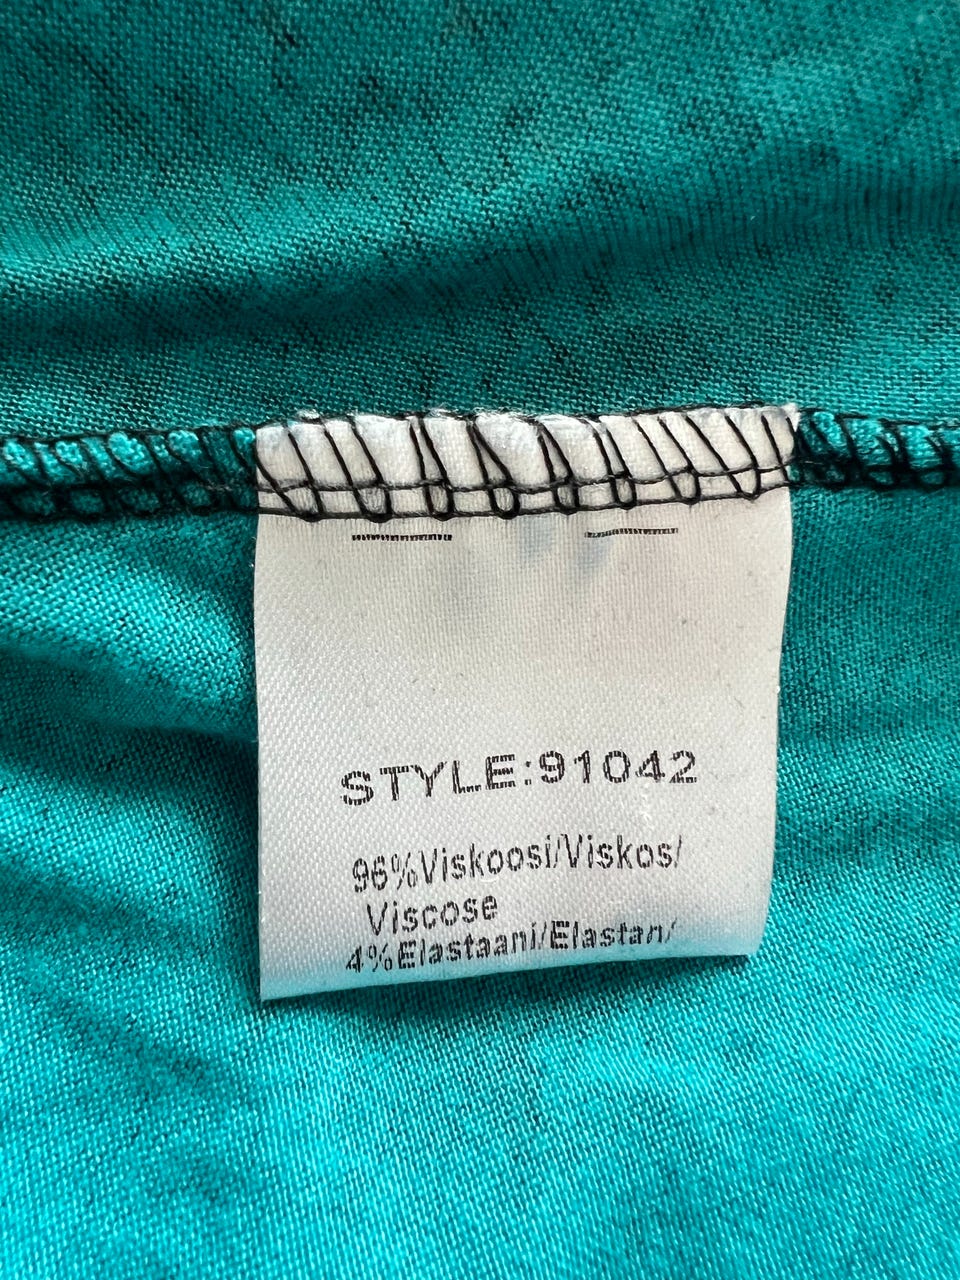 STYLE:91042
96%Viskoosi/Viskos/
Viscose
4%Elastaani/Elastan/